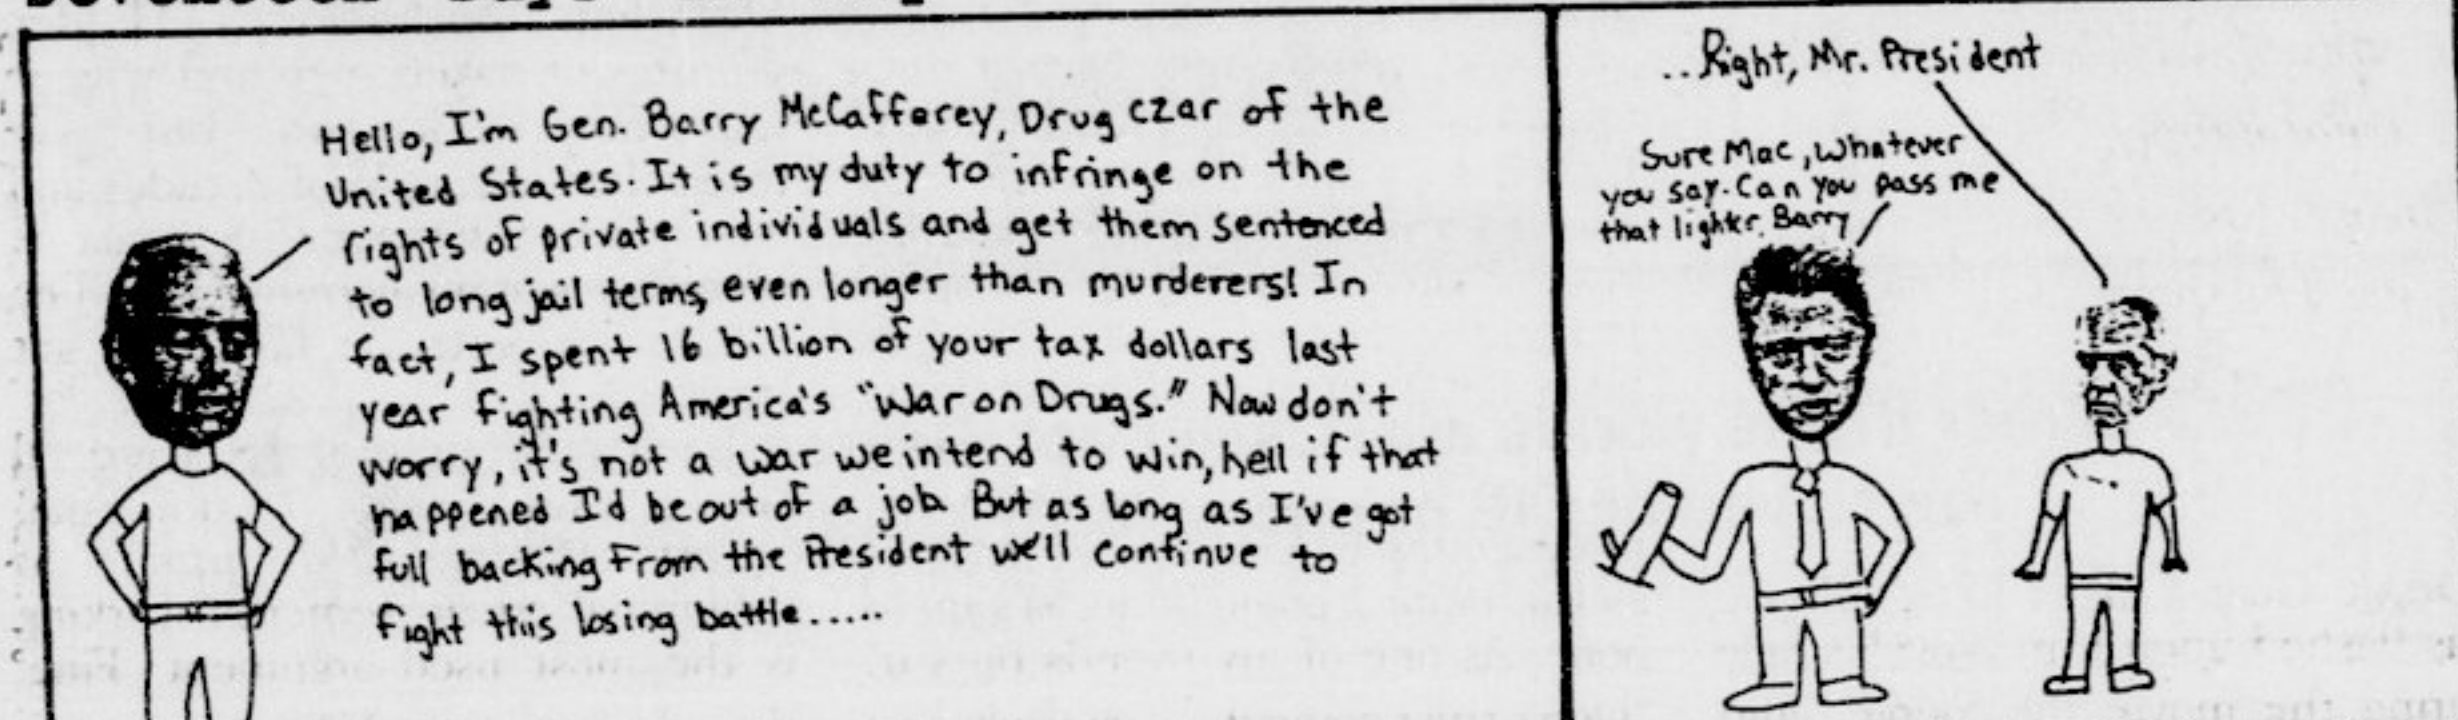 Hello, I'm Gen. Barry McCafferey, Drug czar of the
United States. It is my duty to infringe on the
rights of private individuals and get them sentenced
to long jail terms, even longer than murderers! In
fact, I spent 16 billion of your tax dollars last
year fighting America's "War on Drugs." Now don't
worry, it's not a war we intend to win, hell if that
happened I'd be out of a job. But as long as I've got
full backing from the President we'll continue to
fight this losing battle.....
..Right, Mr. President
Sure Mac, whatever
you say. Can you pass me
that lighter, Barry